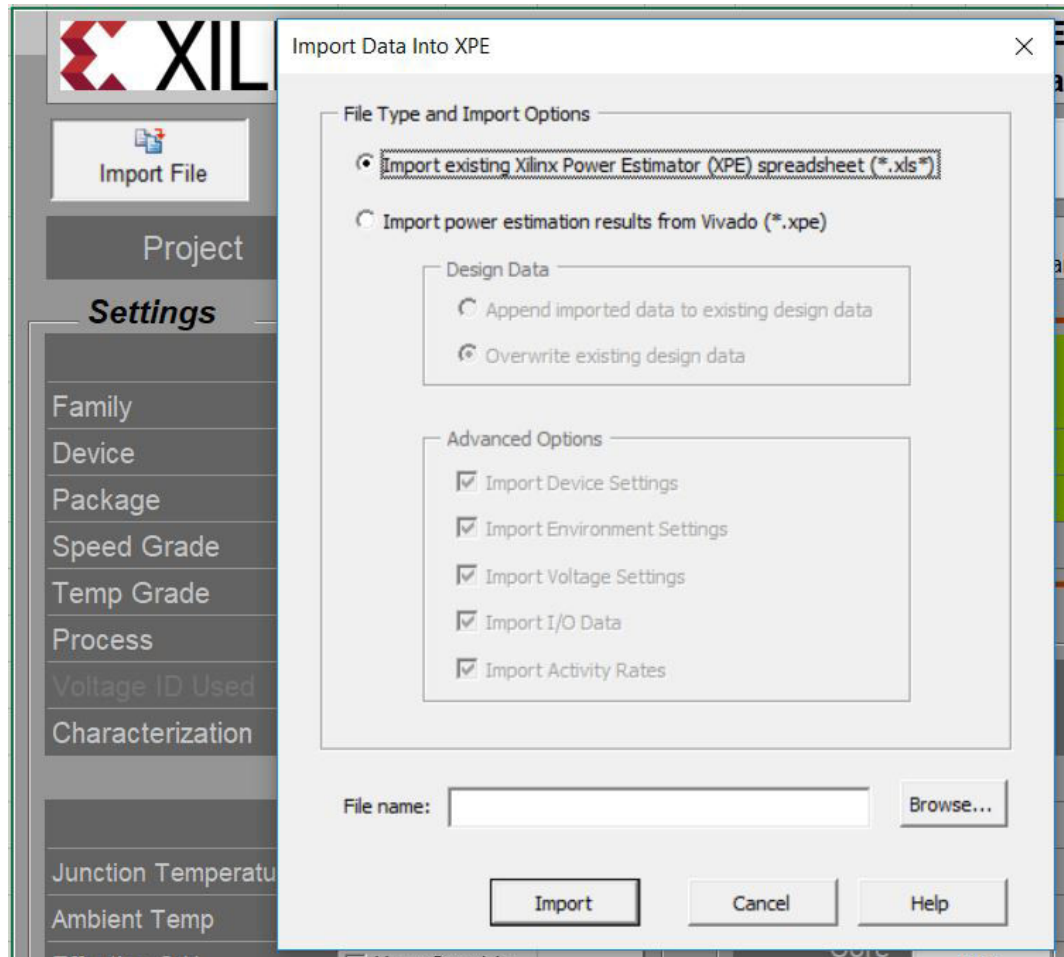 XIL
Import File
Project
Settings
Family
Device
Package
Speed Grade
Temp Grade
Process
Voltage ID Used
Characterization
Junction Temperatu
Ambient Temp
Import Data Into XPE
File Type and Import Options
Import existing Xilinx Power Estimator (XPE) spreadsheet (*.xls*)
Import power estimation results from Vivado (*.xpe)
Design Data
Append imported data to existing design data
Overwrite existing design data
Advanced Options
Import Device Settings
Import Environment Settings
Import Voltage Settings
Import I/O Data
Import Activity Rates
File name:
Browse...
Import
Cancel
Help